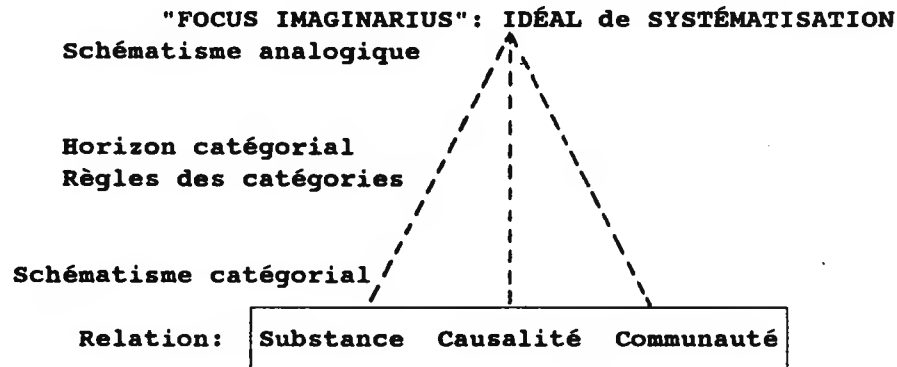 "FOCUS IMAGINARIUS": IDÉAL de SYSTÉMATISATION
Schématisme analogique
Horizon catégorial
Règles des catégories
Schématisme catégorial
Relation: Substance Causalité Communauté